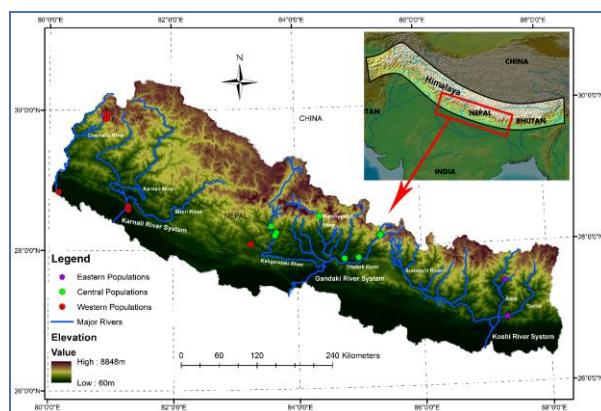 80°0'0"E 82°0'0"E 84°0'0"E 86°0'0"E 88°0'0"E
N
CHINA
Himalaya
NEPAL
BHUTAN
INDIA
30°0'0"N
28°0'0"N
26°0'0"N
CHINA
Karnali River
Bheri River
Karnali River System
NEPAL
Kaligandaki River
Trishuli River
Gandaki River System
Sunkoshi River
Arun
Tamur
Koshi River System
Legend
Eastern Populations
Central Populations
Western Populations
Major Rivers
Elevation
Value
High : 8848m
Low : 60m
0 30 60 120 180 240 Kilometers
30°0'0"N
28°0'0"N
26°0'0"N
80°0'0"E 82°0'0"E 84°0'0"E 86°0'0"E 88°0'0"E